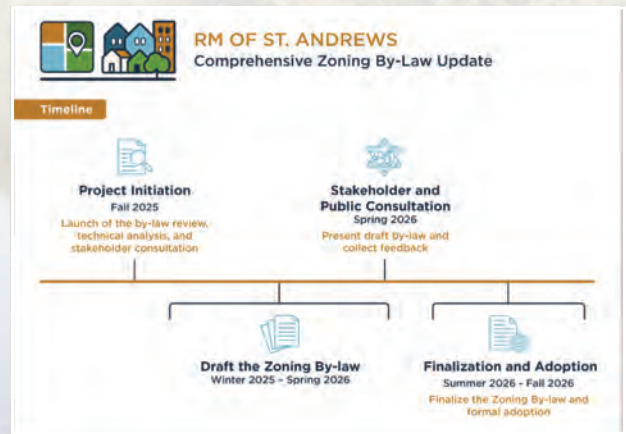 RM OF ST. ANDREWS
Comprehensive Zoning By-Law Update
Timeline
Project Initiation
Fall 2025
Launch of the by-law review,
technical analysis, and
stakeholder consultation
Stakeholder and
Public Consultation
Spring 2026
Present draft by-law and
collect feedback
Draft the Zoning By-law
Winter 2025 – Spring 2026
Finalization and Adoption
Summer 2026 - Fall 2026
Finalize the Zoning By-law and
formal adoption